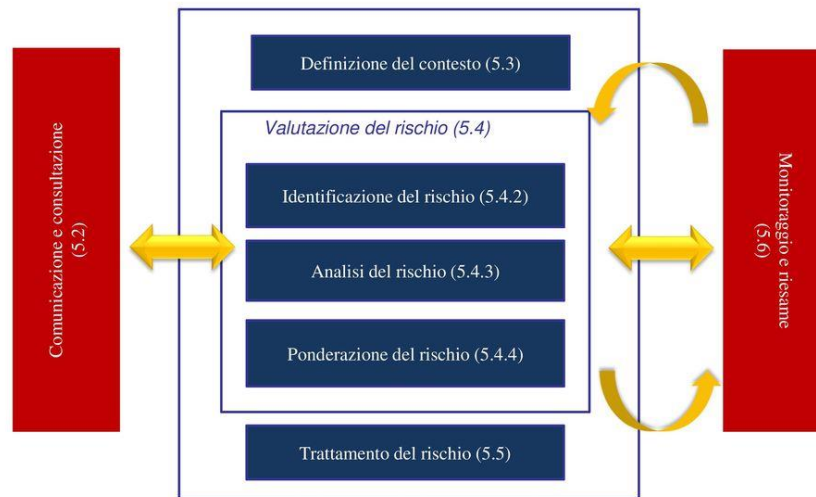 Comunicazione e consultazione
(5.2)
Definizione del contesto (5.3)
Valutazione del rischio (5.4)
Identificazione del rischio (5.4.2)
Analisi del rischio (5.4.3)
Ponderazione del rischio (5.4.4)
Trattamento del rischio (5.5)
Monitoraggio e riesame
(5.6)